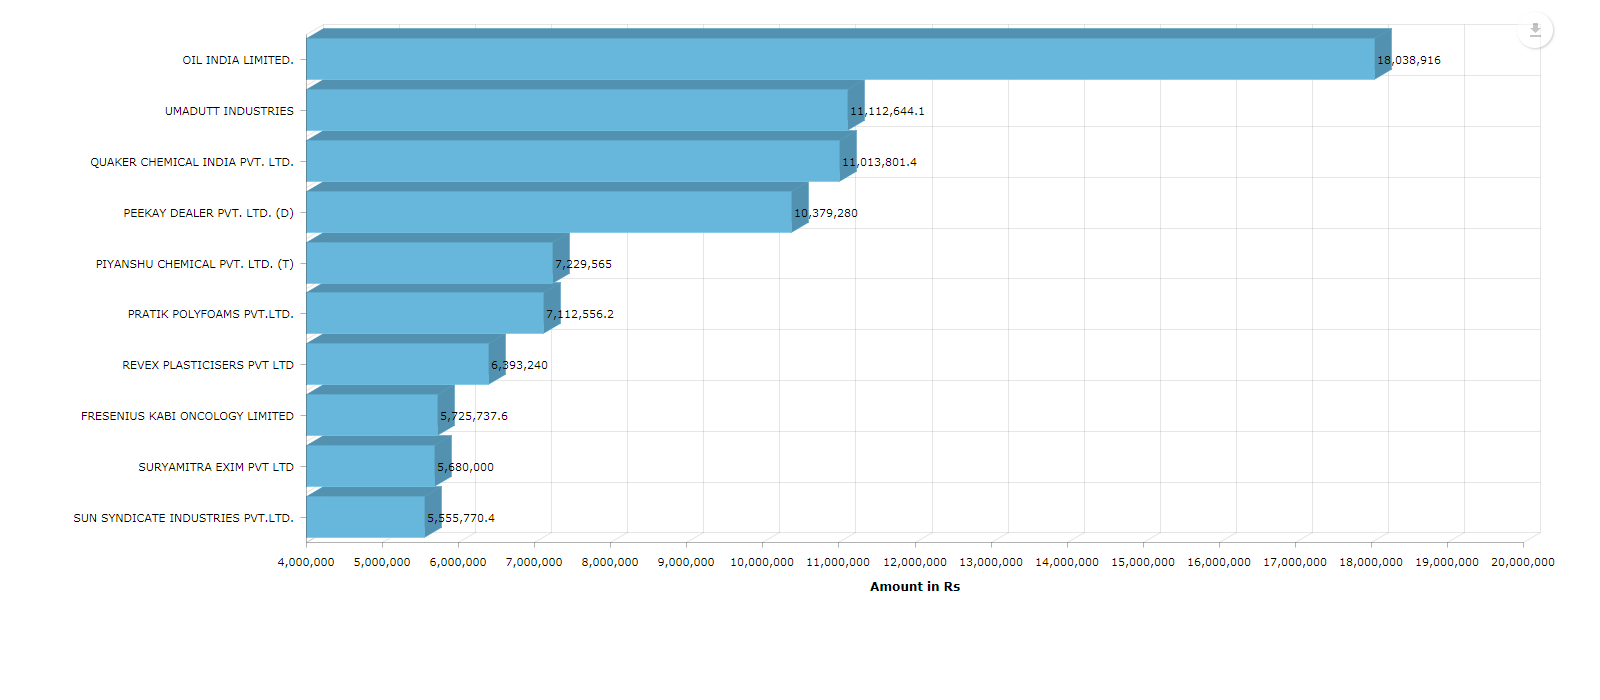 OIL INDIA LIMITED. 18,038,916
UMADUTT INDUSTRIES 11,112,644.1
QUAKER CHEMICAL INDIA PVT. LTD. 11,013,801.4
PEEKAY DEALER PVT. LTD. (D) 10,379,280
PIYANSHU CHEMICAL PVT. LTD. (T) 7,229,565
PRATIK POLYFOAMS PVT.LTD. 7,112,556.2
REVEX PLASTICISERS PVT LTD 6,393,240
FRESENIUS KABI ONCOLOGY LIMITED 5,725,737.6
SURYAMITRA EXIM PVT LTD 5,680,000
SUN SYNDICATE INDUSTRIES PVT.LTD. 5,555,770.4
4,000,000 5,000,000 6,000,000 7,000,000 8,000,000 9,000,000 10,000,000 11,000,000 12,000,000 13,000,000 14,000,000 15,000,000 16,000,000 17,000,000 18,000,000 19,000,000 20,000,000
Amount in Rs